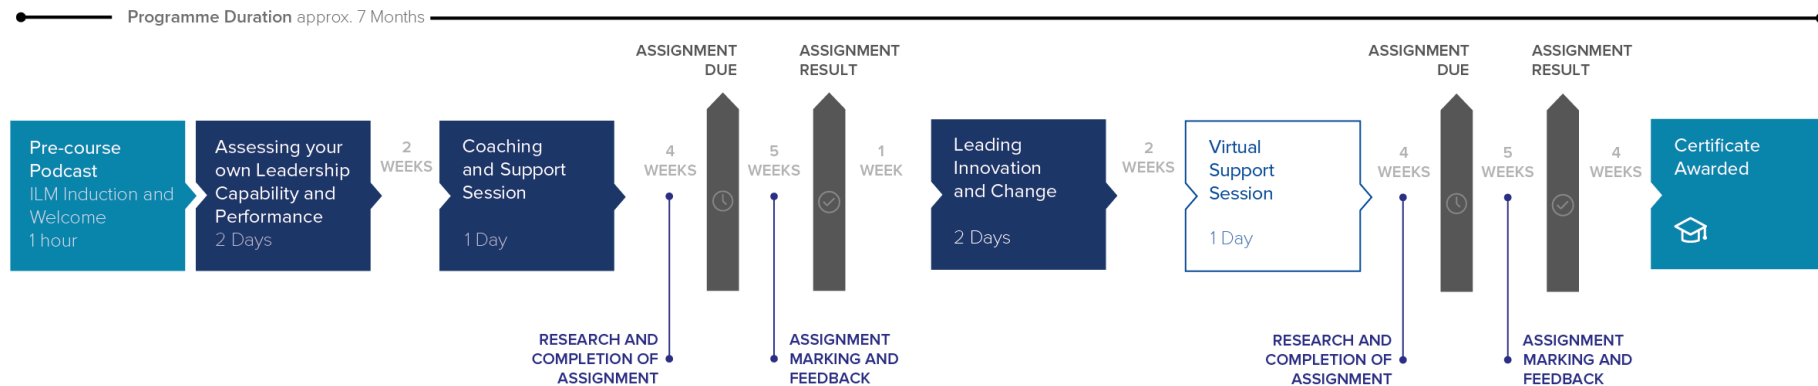 Programme Duration approx. 7 Months
ASSIGNMENT
DUE
ASSIGNMENT
RESULT
ASSIGNMENT
DUE
ASSIGNMENT
RESULT
Pre-course
Podcast
ILM Induction and
Welcome
1 hour
Assessing your
own Leadership
Capability and
Performance
2 Days
2
WEEKS
Coaching
and Support
Session
1 Day
4
WEEKS
5
WEEKS
1
WEEK
Leading
Innovation
and Change
2 Days
2
WEEKS
Virtual
Support
Session
1 Day
4
WEEKS
5
WEEKS
4
WEEKS
Certificate
Awarded
RESEARCH AND
COMPLETION OF
ASSIGNMENT
ASSIGNMENT
MARKING AND
FEEDBACK
RESEARCH AND
COMPLETION OF
ASSIGNMENT
ASSIGNMENT
MARKING AND
FEEDBACK